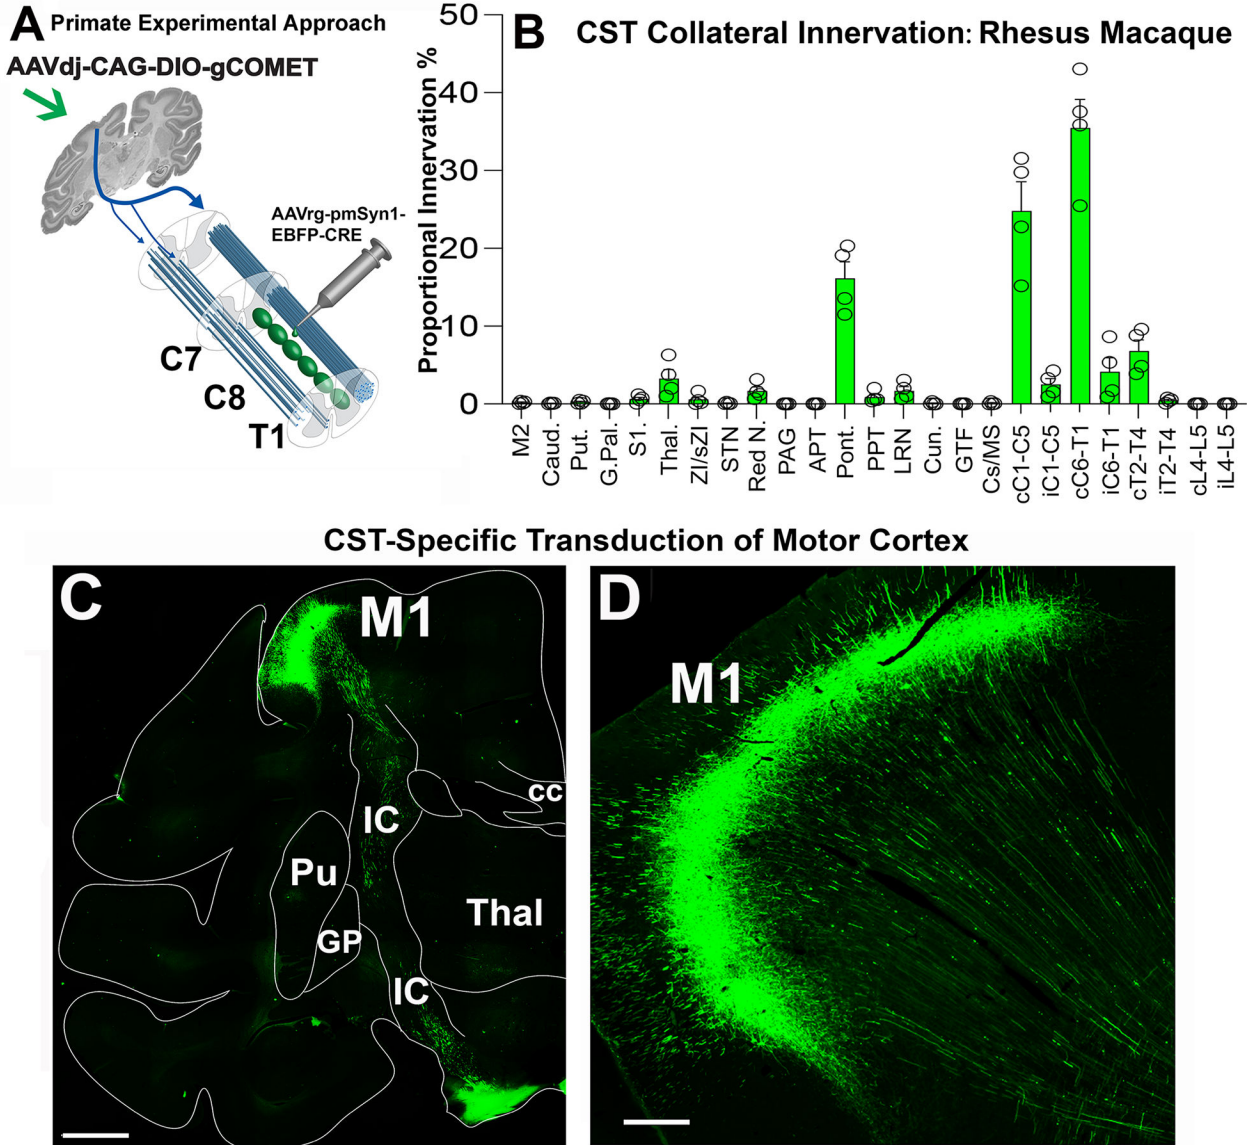 A Primate Experimental Approach
AAVdj-CAG-DIO-gCOMET
AAVrg-pmSyn1-
EBFP-CRE
C7
C8
T1
B CST Collateral Innervation: Rhesus Macaque
Proportional Innervation %
50
40
30
20
10
0
M2
Caud.
Put.
G.Pal.
S1.
Thal.
ZI/sZI
STN
Red N.
PAG
APT
Pont.
PPT
LRN
Cun.
GTF
Cs/MS
cC1-C5
iC1-C5
cC6-T1
iC6-T1
cT2-T4
iT2-T4
cL4-L5
iL4-L5
CST-Specific Transduction of Motor Cortex
C
M1
cc
IC
Pu
Thal
GP
IC
D
M1